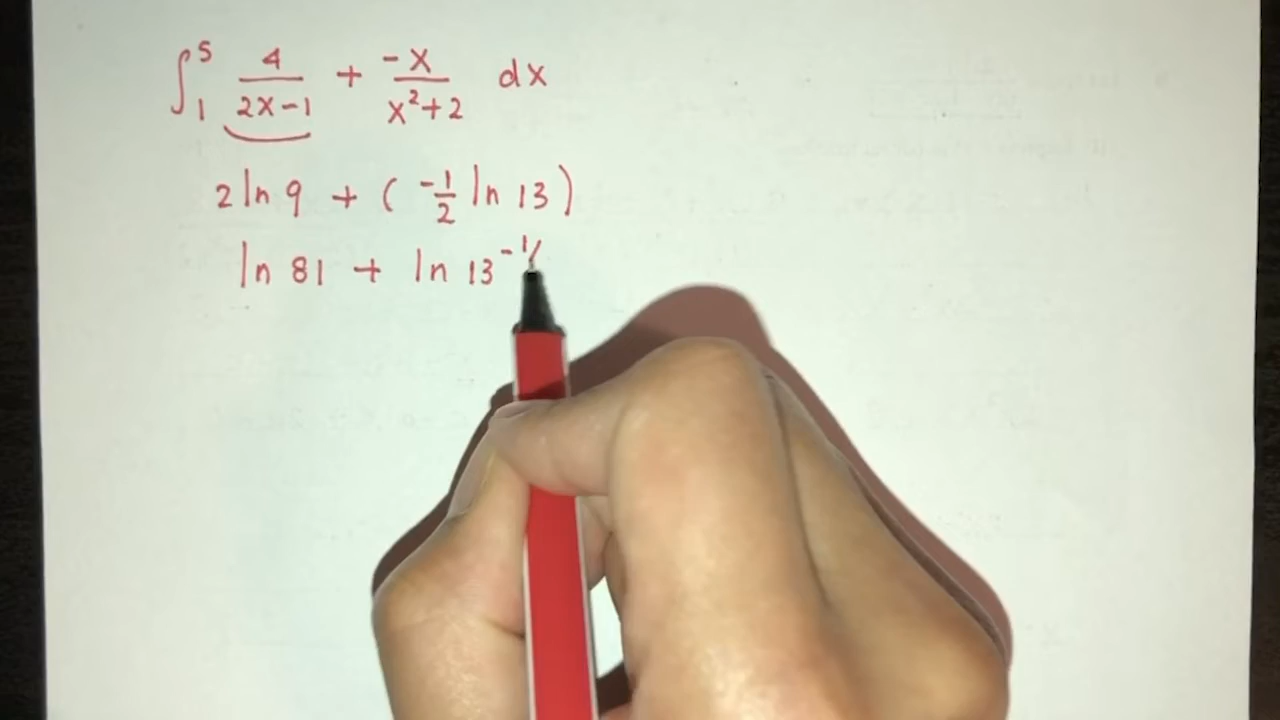 ∫₁⁵ 4/(2x-1) + -x/(x²+2) dx
2 ln 9 + ( -1/2 ln 13 )
ln 81 + ln 13^-1/